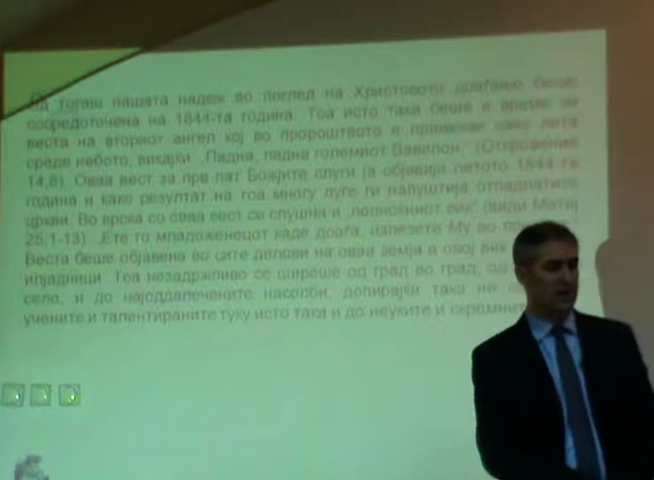 Од тогаш нашата надеж во поглед на Христовото доаѓање беше
сосредоточена на 1844-та година. Тоа исто така беше и време на
веста на вториот ангел кој во пророштвото е прикажан како лета
среде небото, викајќи „Падна, падна големиот Вавилон.“ (Откровение
14,8). Оваа вест за прв пат Божјите слуги ја објавија летото 1844-та
година и како резултат на тоа многу луѓе ги напуштија отпаднатите
цркви. Во врска со оваа вест се слушна и „полноќниот вик“ (види Матеј
25,1-13) „Ете го младоженецот каде доаѓа, излезете Му во
Веста беше објавена во сите делови на оваа земја а овој вик
илјадници. Тоа незадржливо се ширеше од град во град, од
село, и до најоддалечените населби, допирајќи така не
учените и талентираните туку исто така и до неуките и